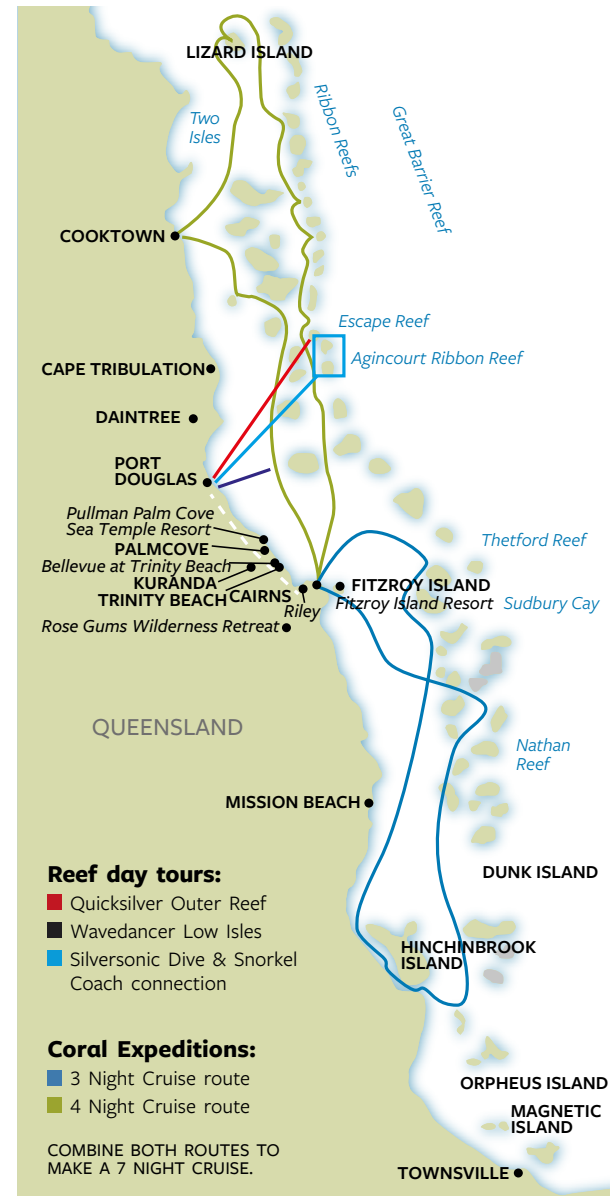 LIZARD ISLAND
Two
Isles
Ribbon Reefs
Great Barrier Reef
COOKTOWN
Escape Reef
Agincourt Ribbon Reef
CAPE TRIBULATION
DAINTREE
PORT
DOUGLAS
Pullman Palm Cove
Sea Temple Resort
PALMCOVE
Bellevue at Trinity Beach
KURANDA
TRINITY BEACH
CAIRNS
Riley
Thetford Reef
FITZROY ISLAND
Fitzroy Island Resort
Sudbury Cay
Rose Gums Wilderness Retreat
QUEENSLAND
Nathan
Reef
MISSION BEACH
DUNK ISLAND
HINCHINBROOK
ISLAND
ORPHEUS ISLAND
MAGNETIC
ISLAND
TOWNSVILLE
Reef day tours:
Quicksilver Outer Reef
Wavedancer Low Isles
Silversonic Dive & Snorkel
Coach connection
Coral Expeditions:
3 Night Cruise route
4 Night Cruise route
COMBINE BOTH ROUTES TO
MAKE A 7 NIGHT CRUISE.